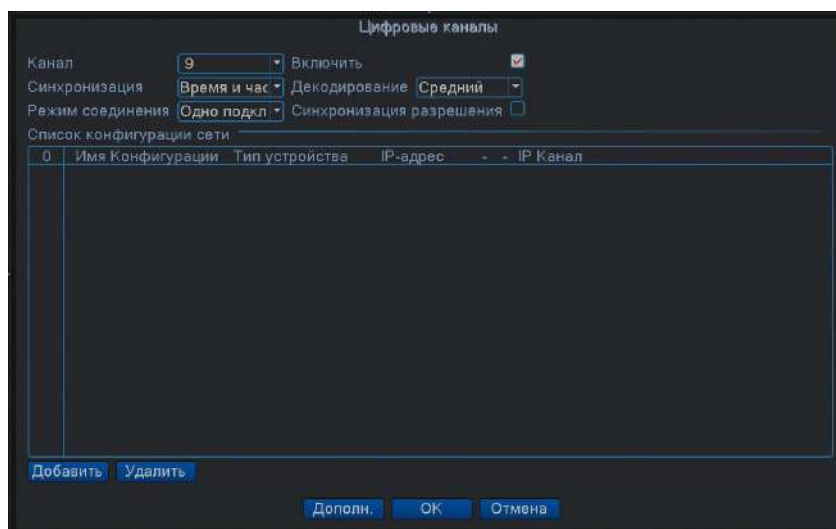 Цифровые каналы
Канал 9 Включить
Синхронизация Время и час Декодирование Средний
Режим соединения Одно подкл Синхронизация разрешения
Список конфигурации сети
0 Имя Конфигурации Тип устройства IP-адрес - - IP Канал
Добавить Удалить
Дополн. OK Отмена